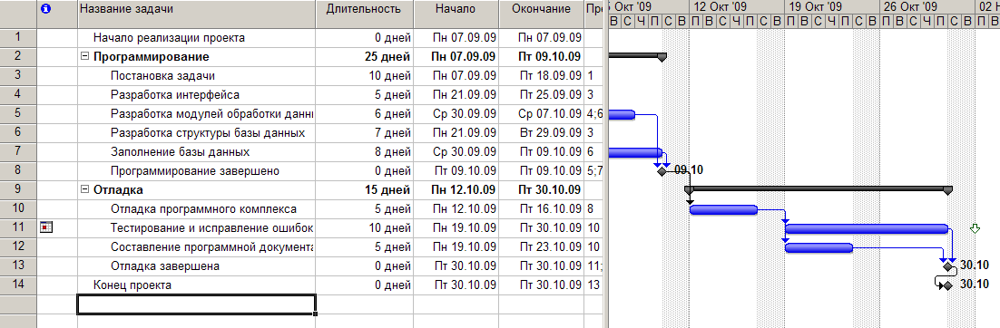 Название задачи Длительность Начало Окончание Пре 5 Окт '09 12 Окт '09 19 Окт '09 26 Окт '09 02 Н
В С Ч П С В П В С Ч П С В П В С Ч П С В П В С Ч П С В П В
1 Начало реализации проекта 0 дней Пн 07.09.09 Пн 07.09.09
2 Программирование 25 дней Пн 07.09.09 Пт 09.10.09
3 Постановка задачи 10 дней Пн 07.09.09 Пт 18.09.09 1
4 Разработка интерфейса 5 дней Пн 21.09.09 Пт 25.09.09 3
5 Разработка модулей обработки данн 6 дней Ср 30.09.09 Ср 07.10.09 4;6
6 Разработка структуры базы данных 7 дней Пн 21.09.09 Вт 29.09.09 3
7 Заполнение базы данных 8 дней Ср 30.09.09 Пт 09.10.09 6
8 Программирование завершено 0 дней Пт 09.10.09 Пт 09.10.09 5;7 09.10
9 Отладка 15 дней Пн 12.10.09 Пт 30.10.09
10 Отладка программного комплекса 5 дней Пн 12.10.09 Пт 16.10.09 8
11 Тестирование и исправление ошибок 10 дней Пн 19.10.09 Пт 30.10.09 10
12 Составление программной документа 5 дней Пн 19.10.09 Пт 23.10.09 10
13 Отладка завершена 0 дней Пт 30.10.09 Пт 30.10.09 11; 30.10
14 Конец проекта 0 дней Пт 30.10.09 Пт 30.10.09 13 30.10